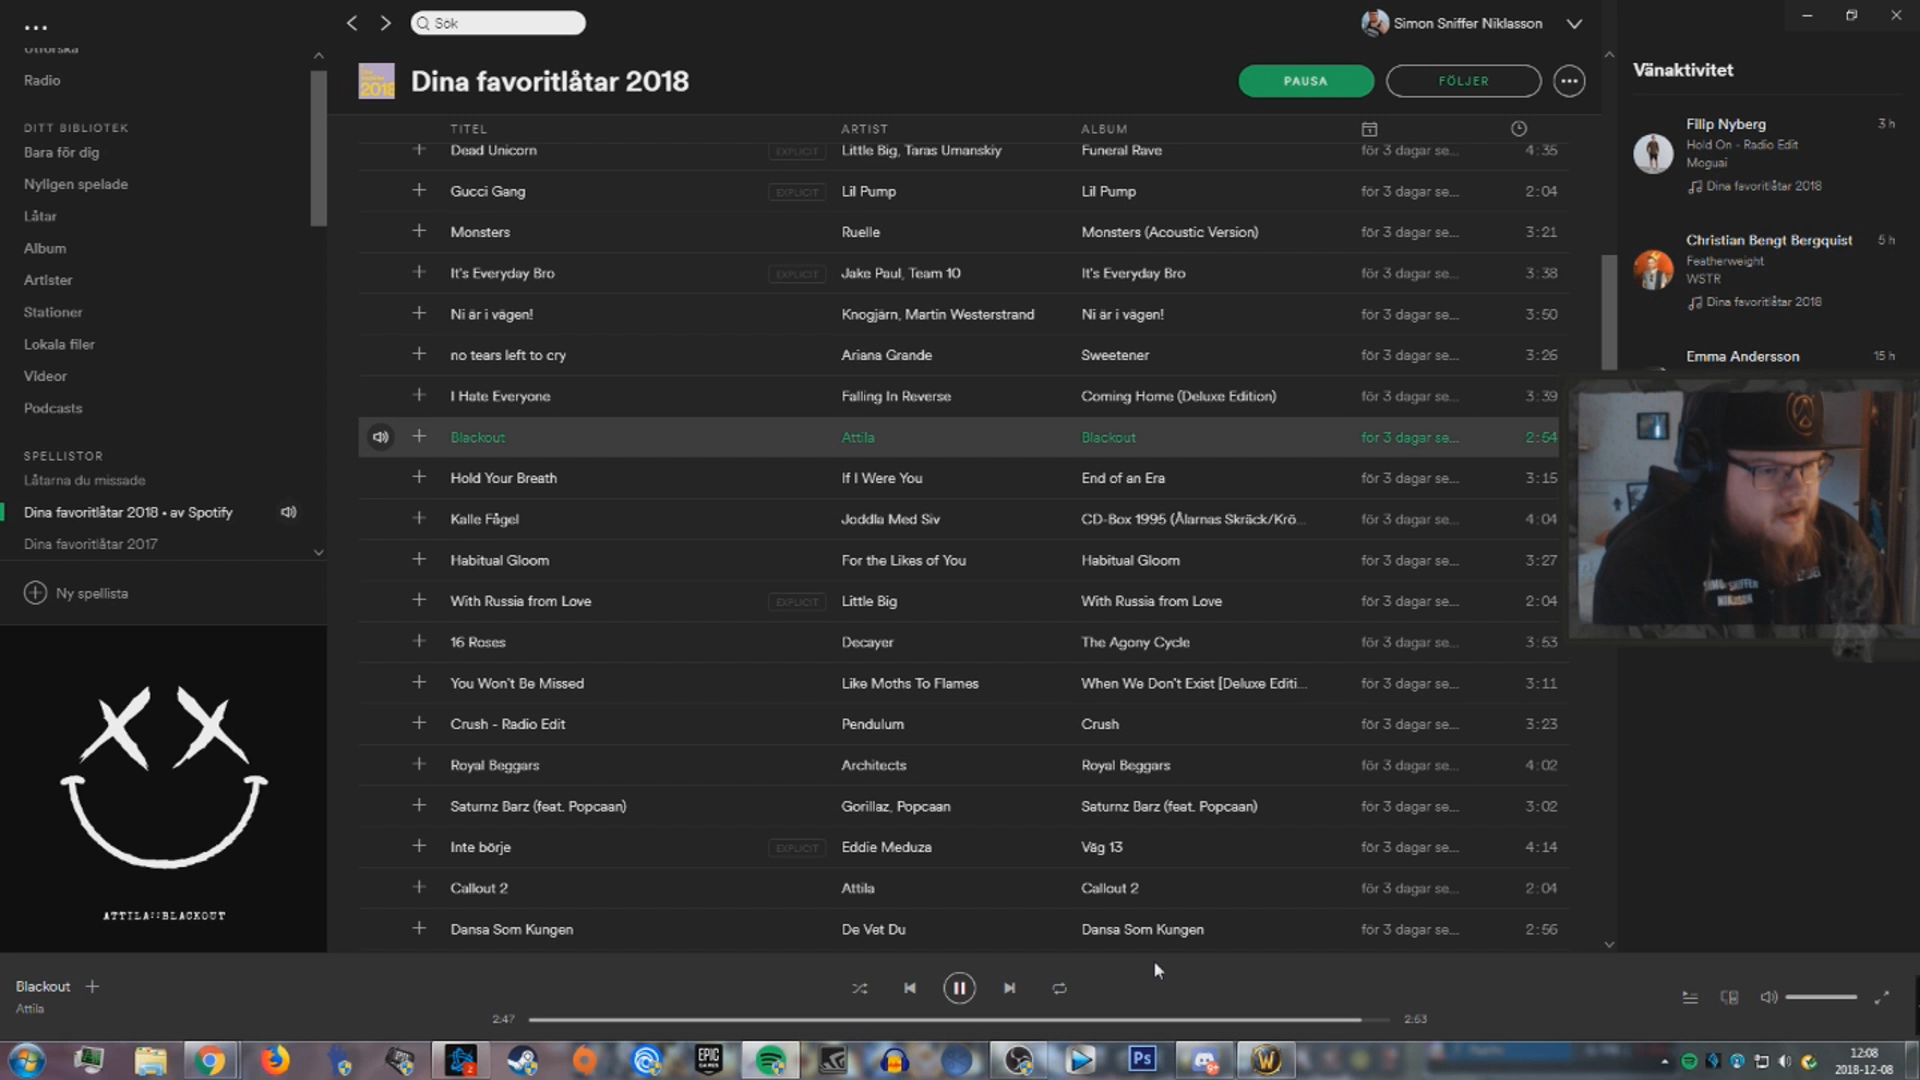 Utforska
Radio
DITT BIBLIOTEK
Bara för dig
Nyligen spelade
Låtar
Album
Artister
Stationer
Lokala filer
Videor
Podcasts
SPELLISTOR
Låtarna du missade
Dina favoritlåtar 2018 • av Spotify
Dina favoritlåtar 2017
Ny spellista
ATTILA::BLACKOUT
Sök
Simon Sniffer Niklasson
2018
Dina favoritlåtar 2018
PAUSA
FÖLJER
TITEL ARTIST ALBUM
Dead Unicorn EXPLICIT Little Big, Taras Umanskiy Funeral Rave för 3 dagar se... 4:35
Gucci Gang EXPLICIT Lil Pump Lil Pump för 3 dagar se... 2:04
Monsters Ruelle Monsters (Acoustic Version) för 3 dagar se... 3:21
It's Everyday Bro EXPLICIT Jake Paul, Team 10 It's Everyday Bro för 3 dagar se... 3:38
Ni är i vägen! Knogjärn, Martin Westerstrand Ni är i vägen! för 3 dagar se... 3:50
no tears left to cry Ariana Grande Sweetener för 3 dagar se... 3:26
I Hate Everyone Falling In Reverse Coming Home (Deluxe Edition) för 3 dagar se... 3:39
Blackout Attila Blackout för 3 dagar se... 2:54
Hold Your Breath If I Were You End of an Era för 3 dagar se... 3:15
Kalle Fågel Joddla Med Siv CD-Box 1995 (Ålarnas Skräck/Krö... för 3 dagar se... 4:04
Habitual Gloom For the Likes of You Habitual Gloom för 3 dagar se... 3:27
With Russia from Love EXPLICIT Little Big With Russia from Love för 3 dagar se... 2:04
16 Roses Decayer The Agony Cycle för 3 dagar se... 3:53
You Won't Be Missed Like Moths To Flames When We Don't Exist [Deluxe Editi... för 3 dagar se... 3:11
Crush - Radio Edit Pendulum Crush för 3 dagar se... 3:23
Royal Beggars Architects Royal Beggars för 3 dagar se... 4:02
Saturnz Barz (feat. Popcaan) Gorillaz, Popcaan Saturnz Barz (feat. Popcaan) för 3 dagar se... 3:02
Inte börje EXPLICIT Eddie Meduza Väg 13 för 3 dagar se... 4:14
Callout 2 Attila Callout 2 för 3 dagar se... 2:04
Dansa Som Kungen De Vet Du Dansa Som Kungen för 3 dagar se... 2:56
Vänaktivitet
Filip Nyberg 3 h
Hold On - Radio Edit
Moguai
Dina favoritlåtar 2018
Christian Bengt Bergquist 5 h
Featherweight
WSTR
Dina favoritlåtar 2018
Emma Andersson 15 h
SNIFFER
Blackout
Attila
2:47 2:53
EPIC GAMES
Ps
12:08
2018-12-08